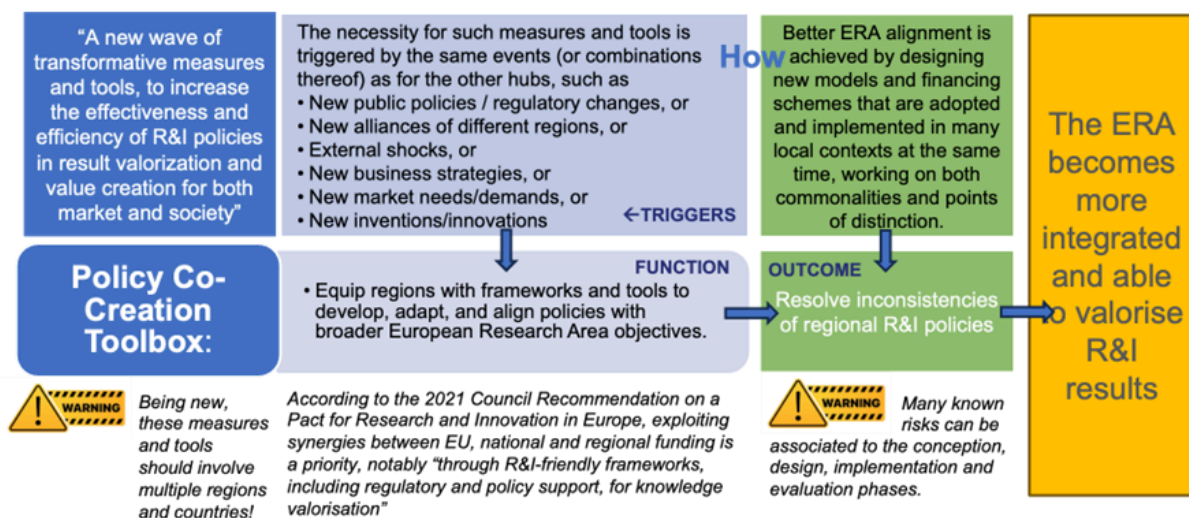 “A new wave of
transformative measures
and tools, to increase
the effectiveness and
efficiency of R&I policies
in result valorization and
value creation for both
market and society”
The necessity for such measures and tools is
triggered by the same events (or combinations
thereof) as for the other hubs, such as
• New public policies / regulatory changes, or
• New alliances of different regions, or
• External shocks, or
• New business strategies, or
• New market needs/demands, or
• New inventions/innovations
←TRIGGERS
How
Better ERA alignment is
achieved by designing
new models and financing
schemes that are adopted
and implemented in many
local contexts at the same
time, working on both
commonalities and points
of distinction.
Policy Co-
Creation
Toolbox:
FUNCTION
• Equip regions with frameworks and tools to
develop, adapt, and align policies with
broader European Research Area objectives.
OUTCOME
Resolve inconsistencies
of regional R&I policies
The ERA
becomes
more
integrated
and able
to valorise
R&I
results
WARNING
Being new,
these measures
and tools
should involve
multiple regions
and countries!
According to the 2021 Council Recommendation on a
Pact for Research and Innovation in Europe, exploiting
synergies between EU, national and regional funding is
a priority, notably “through R&I-friendly frameworks,
including regulatory and policy support, for knowledge
valorisation”
WARNING
Many known
risks can be
associated to the conception,
design, implementation and
evaluation phases.